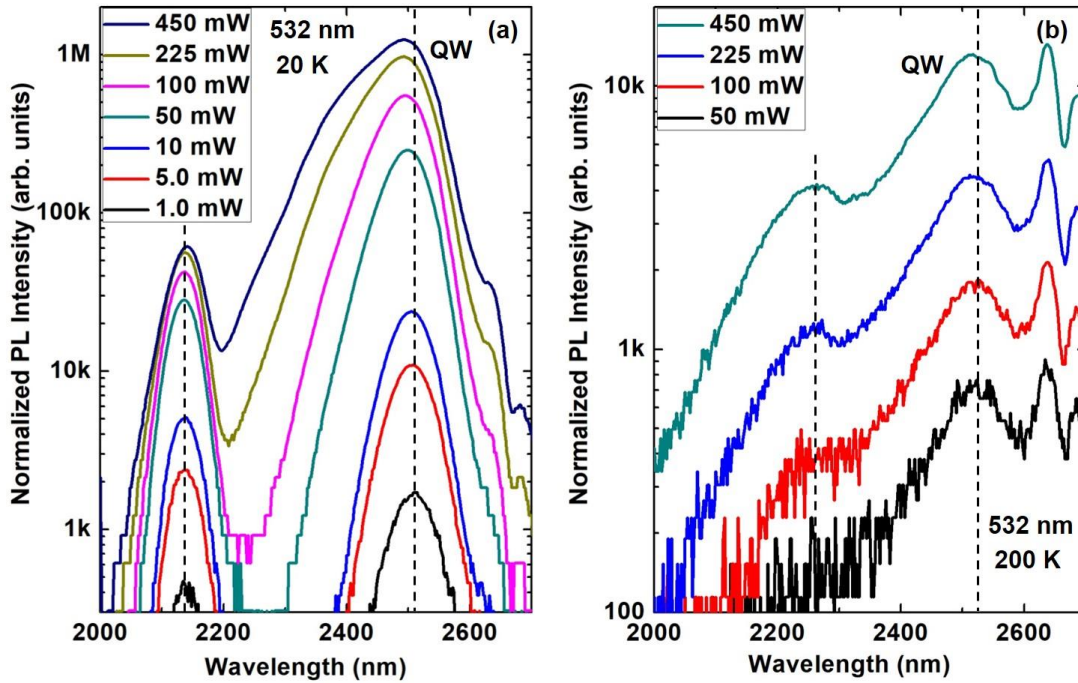 450 mW
225 mW
100 mW
50 mW
10 mW
5.0 mW
1.0 mW
532 nm
20 K
QW
(a)
1M
100k
10k
1k
Normalized PL Intensity (arb. units)
2000 2200 2400 2600
Wavelength (nm)
450 mW
225 mW
100 mW
50 mW
(b)
QW
10k
1k
100
Normalized PL Intensity (arb. units)
532 nm
200 K
2000 2200 2400 2600
Wavelength (nm)